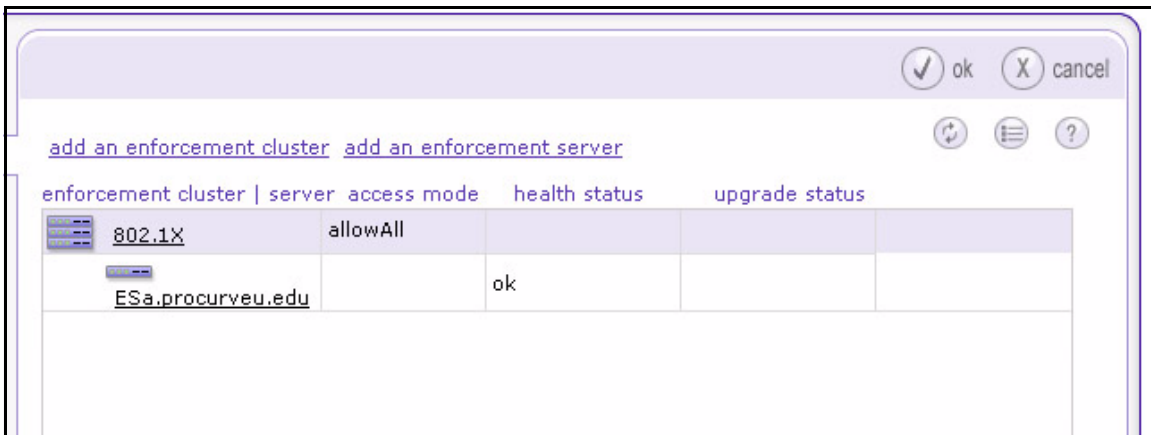 ok cancel
add an enforcement cluster add an enforcement server
?
enforcement cluster | server access mode health status upgrade status
802.1X allowAll
ESa.procurveu.edu ok